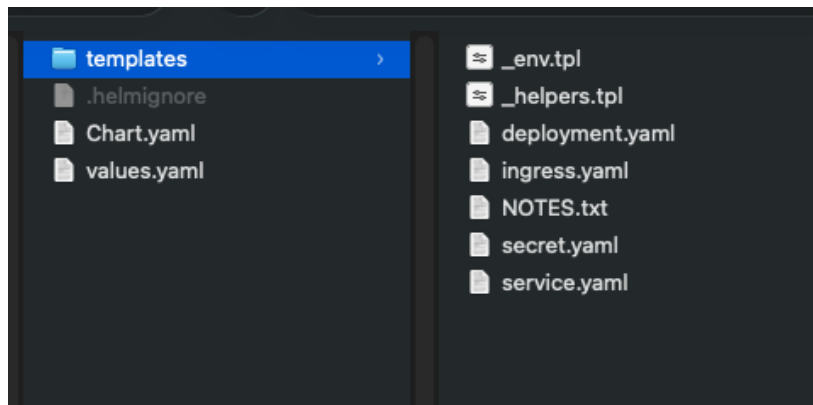 templates
.helmignore
Chart.yaml
values.yaml
_env.tpl
_helpers.tpl
deployment.yaml
ingress.yaml
NOTES.txt
secret.yaml
service.yaml